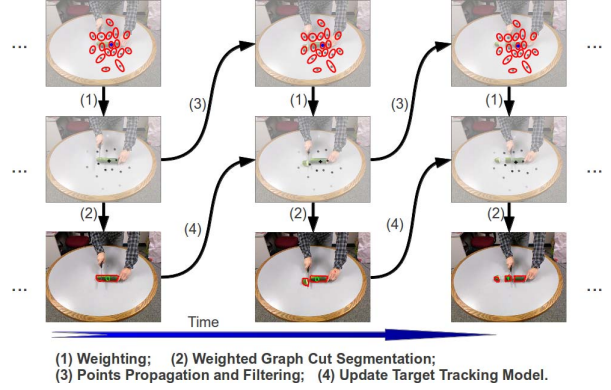 ... ...
(1) (3) (1) (3) (1)
... ...
(2) (4) (2) (4) (2)
... ...
Time
(1) Weighting; (2) Weighted Graph Cut Segmentation;
(3) Points Propagation and Filtering; (4) Update Target Tracking Model.